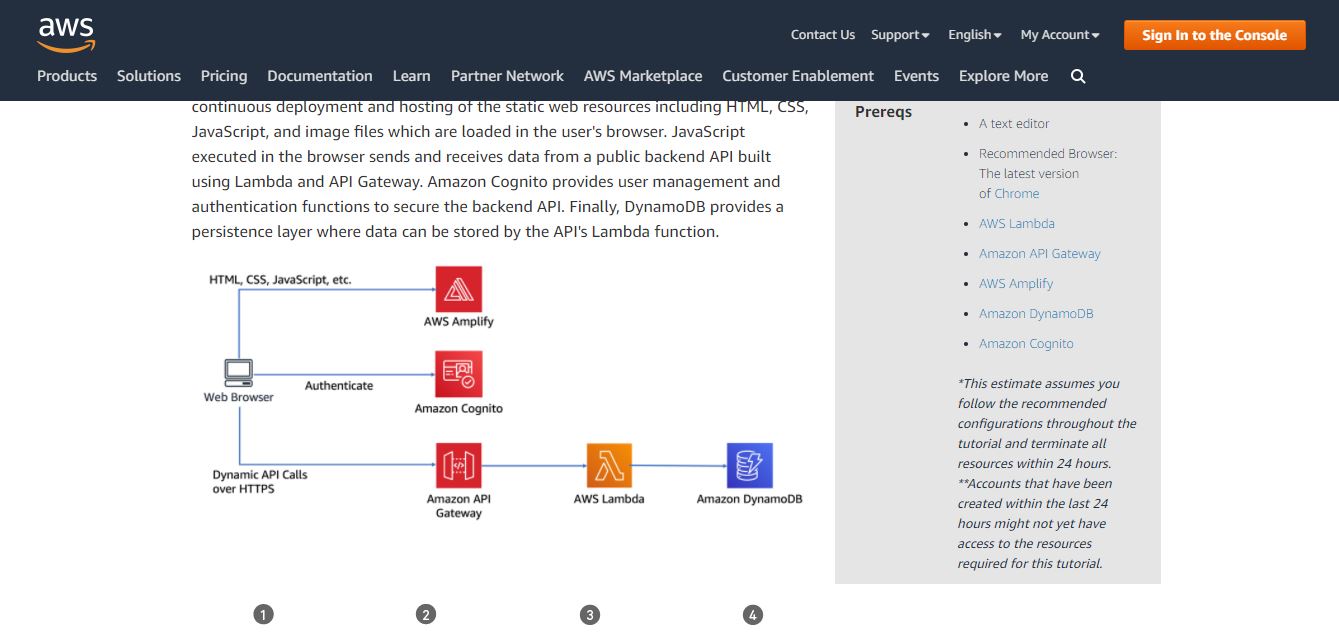 aws
Contact Us Support English My Account Sign In to the Console
Products Solutions Pricing Documentation Learn Partner Network AWS Marketplace Customer Enablement Events Explore More
continuous deployment and hosting of the static web resources including HTML, CSS,
JavaScript, and image files which are loaded in the user's browser. JavaScript
executed in the browser sends and receives data from a public backend API built
using Lambda and API Gateway. Amazon Cognito provides user management and
authentication functions to secure the backend API. Finally, DynamoDB provides a
persistence layer where data can be stored by the API's Lambda function.
HTML, CSS, JavaScript, etc.
AWS Amplify
Web Browser
Authenticate
Amazon Cognito
Dynamic API Calls
over HTTPS
Amazon API
Gateway
AWS Lambda
Amazon DynamoDB
1 2 3 4
Prereqs
A text editor
Recommended Browser:
The latest version
of Chrome
AWS Lambda
Amazon API Gateway
AWS Amplify
Amazon DynamoDB
Amazon Cognito
*This estimate assumes you
follow the recommended
configurations throughout the
tutorial and terminate all
resources within 24 hours.
**Accounts that have been
created within the last 24
hours might not yet have
access to the resources
required for this tutorial.